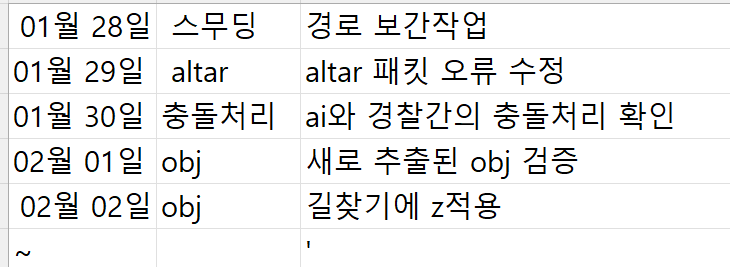 01월 28일 스무딩 경로 보간작업
01월 29일 altar altar 패킷 오류 수정
01월 30일 충돌처리 ai와 경찰간의 충돌처리 확인
02월 01일 obj 새로 추출된 obj 검증
02월 02일 obj 길찾기에 z적용
~ '